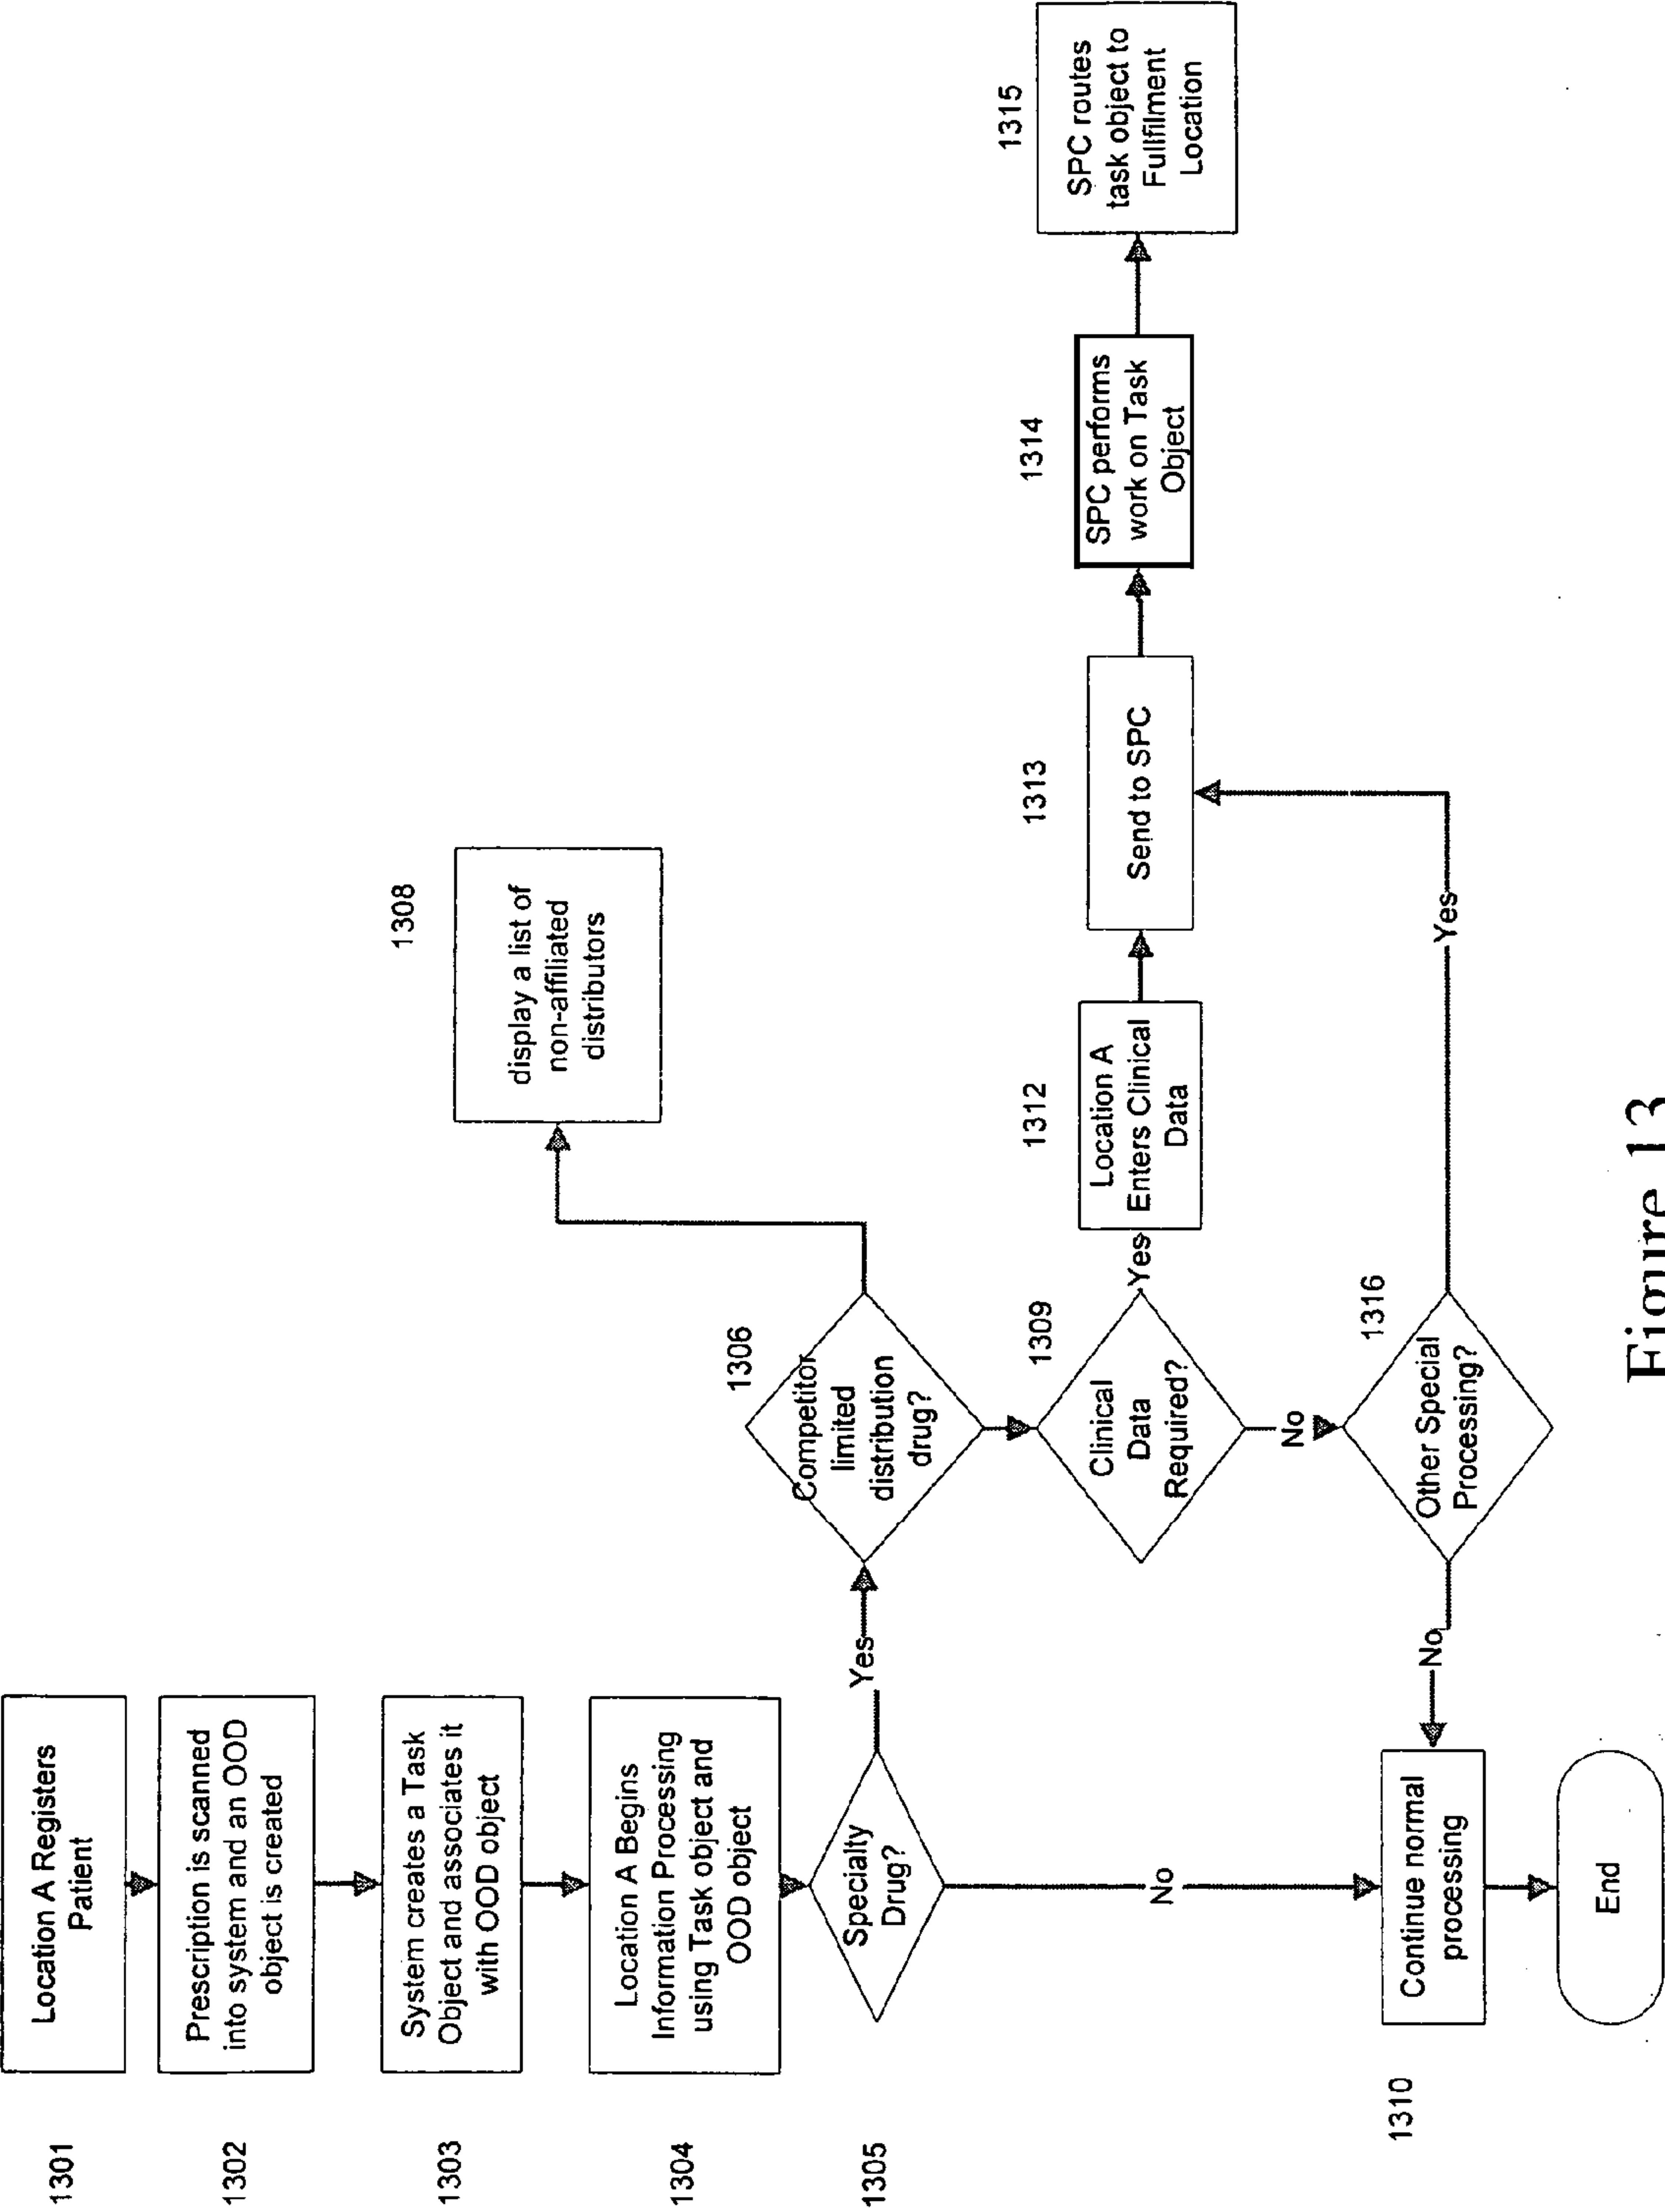 1301
Location A Registers
Patient
1302
Prescription is scanned
into system and an OOD
object is created
1303
System creates a Task
Object and associates it
with OOD object
1304
Location A Begins
Information Processing
using Task object and
OOD object
1305
Specialty
Drug?
Yes
No
1306
Competitor
limited
distribution
drug?
1308
display a list of
non-affiliated
distributors
1309
Clinical
Data
Required?
Yes
No
1312
Location A
Enters Clinical
Data
1313
Send to SPC
1314
SPC performs
work on Task
Object
1315
SPC routes
task object to
Fullfilment
Location
1316
Other Special
Processing?
Yes
No
1310
Continue normal
processing
End
Figure 13